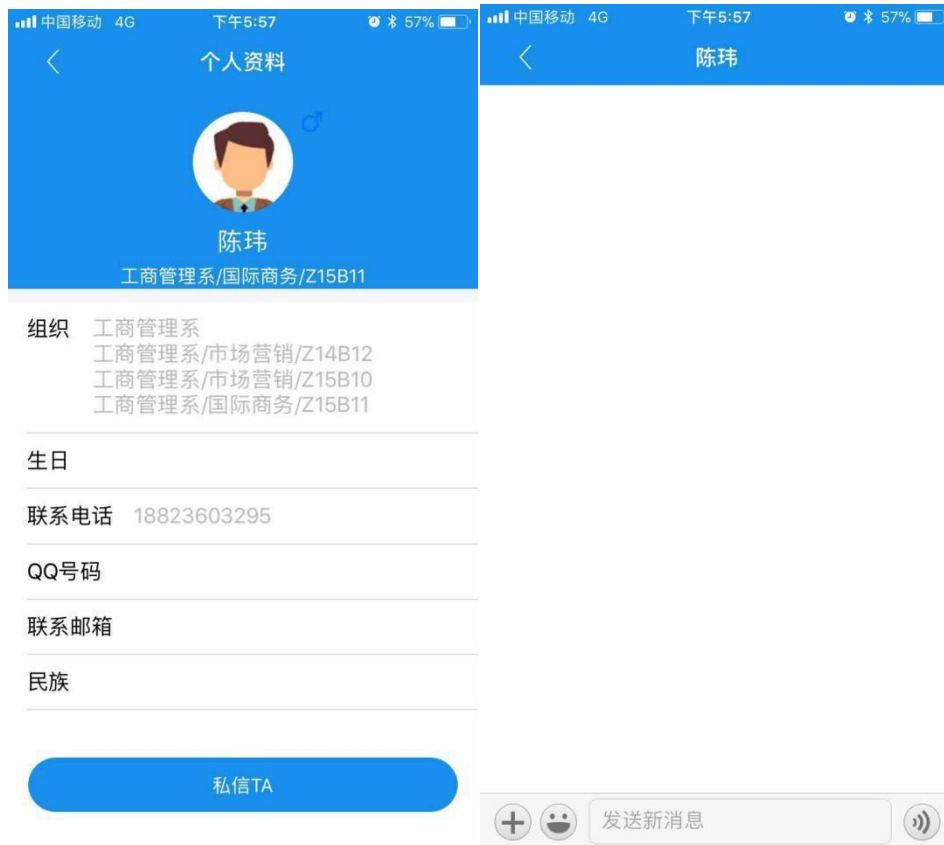 中国移动 4G 下午5:57 57%
个人资料
陈玮
工商管理系/国际商务/Z15B11
组织 工商管理系
工商管理系/市场营销/Z14B12
工商管理系/市场营销/Z15B10
工商管理系/国际商务/Z15B11
生日
联系电话 18823603295
QQ号码
联系邮箱
民族
私信TA
中国移动 4G 下午5:57 57%
陈玮
发送新消息